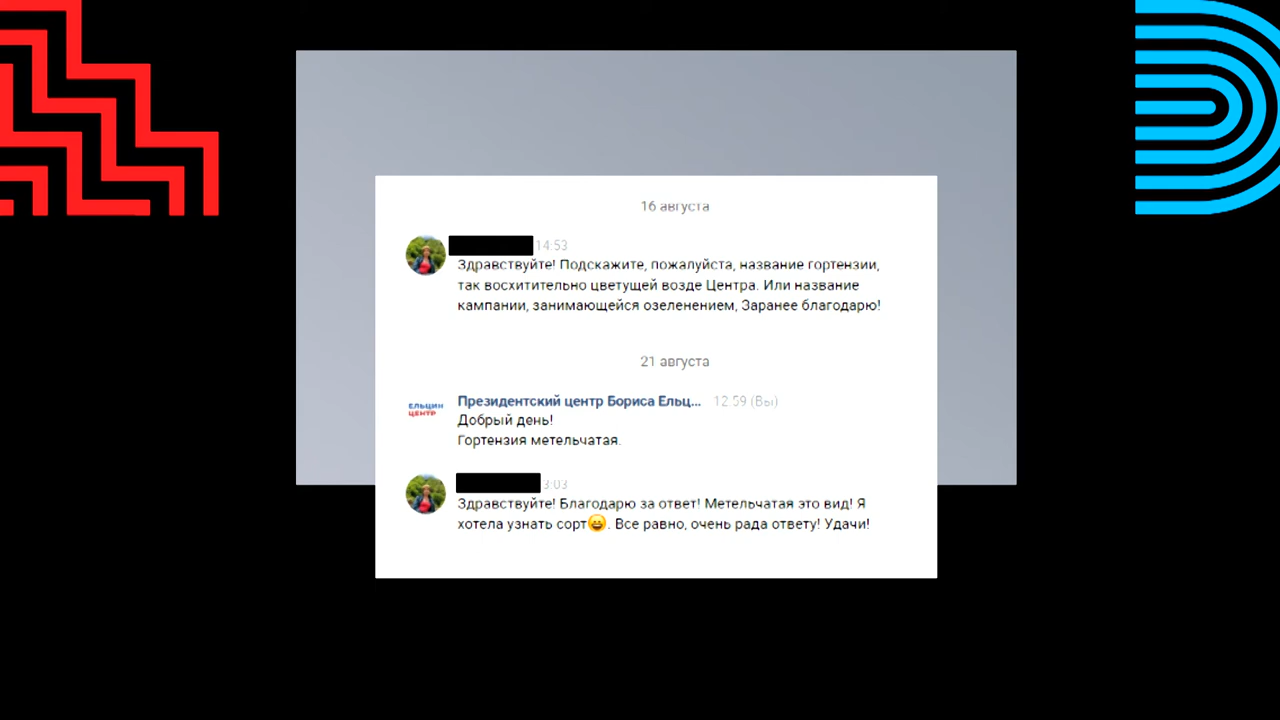 16 августа
14:53
Здравствуйте! Подскажите, пожалуйста, название гортензии,
так восхитительно цветущей возде Центра. Или название
кампании, занимающейся озеленением, Заранее благодарю!
21 августа
ЕЛЬЦИН
ЦЕНТР
Президентский центр Бориса Ельц... 12:59 (Вы)
Добрый день!
Гортензия метельчатая.
3:03
Здравствуйте! Благодарю за ответ! Метельчатая это вид! Я
хотела узнать сорт😄. Все равно, очень рада ответу! Удачи!